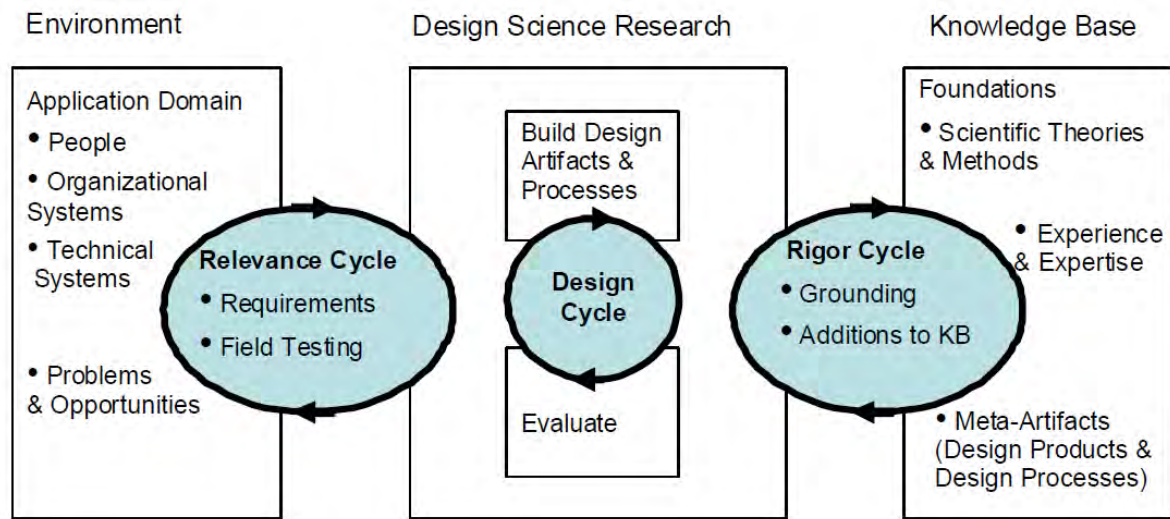 Environment
Design Science Research
Knowledge Base
Application Domain
• People
• Organizational
Systems
• Technical
Systems
• Problems
& Opportunities
Relevance Cycle
• Requirements
• Field Testing
Build Design
Artifacts &
Processes
Design
Cycle
Evaluate
Rigor Cycle
• Grounding
• Additions to KB
Foundations
• Scientific Theories
& Methods
• Experience
& Expertise
• Meta-Artifacts
(Design Products &
Design Processes)